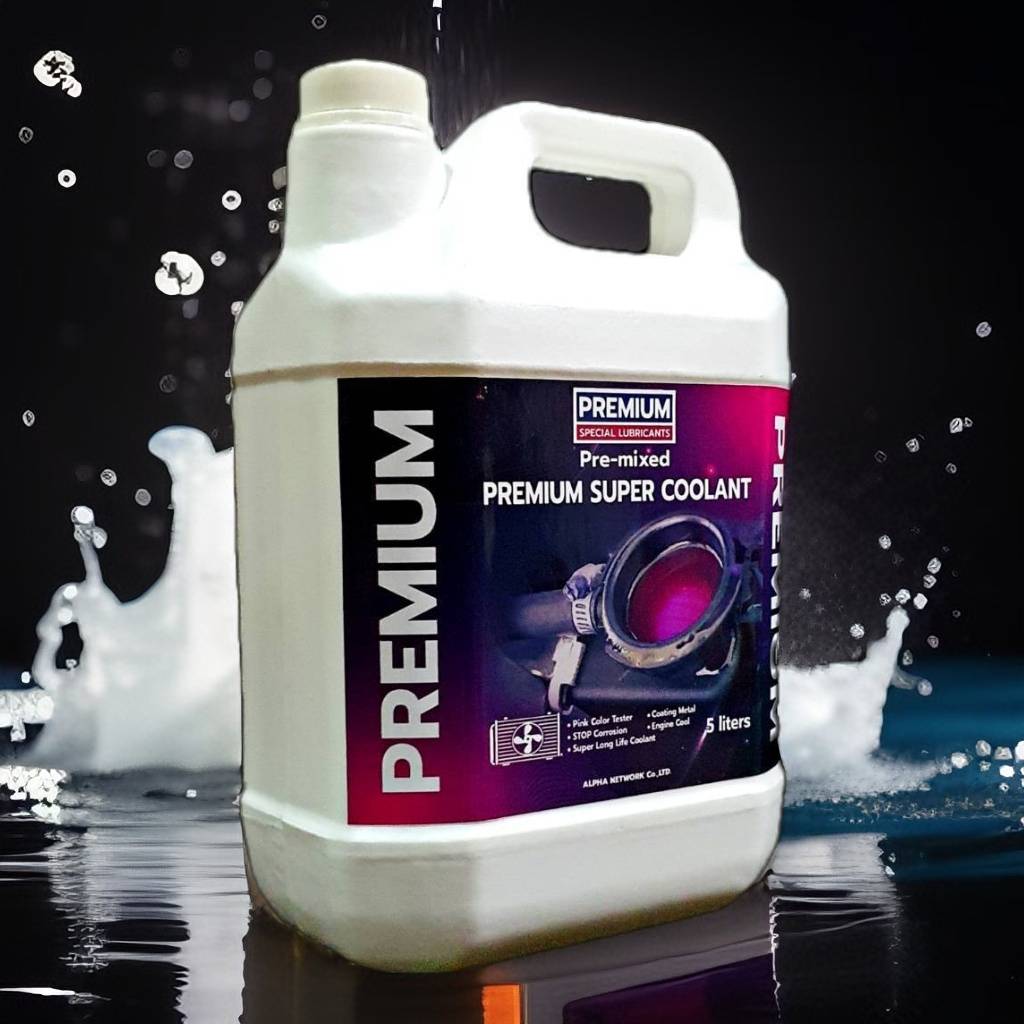 PREMIUM
PREMIUM
SPECIAL LUBRICANTS
Pre-mixed
PREMIUM SUPER COOLANT
• Pink Color Tester
• STOP Corrosion
• Super Long Life Coolant
• Coating Metal
• Engine Cool
5 liters
ALPHA NETWORK Co.,LTD.
PREMIUM